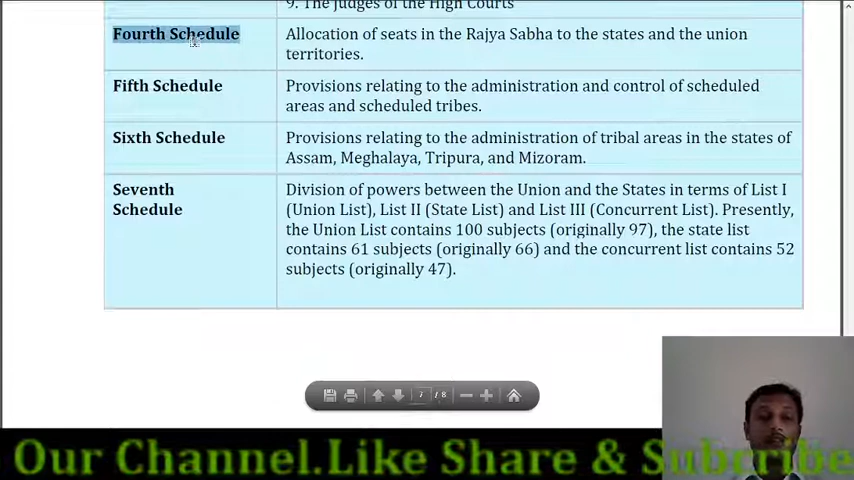 9. The Judges of the High Courts
Fourth Schedule
Allocation of seats in the Rajya Sabha to the states and the union
territories.
Fifth Schedule
Provisions relating to the administration and control of scheduled
areas and scheduled tribes.
Sixth Schedule
Provisions relating to the administration of tribal areas in the states of
Assam, Meghalaya, Tripura, and Mizoram.
Seventh
Schedule
Division of powers between the Union and the States in terms of List I
(Union List), List II (State List) and List III (Concurrent List). Presently,
the Union List contains 100 subjects (originally 97), the state list
contains 61 subjects (originally 66) and the concurrent list contains 52
subjects (originally 47).
7 / 8
Our Channel.Like Share & Subrcribe